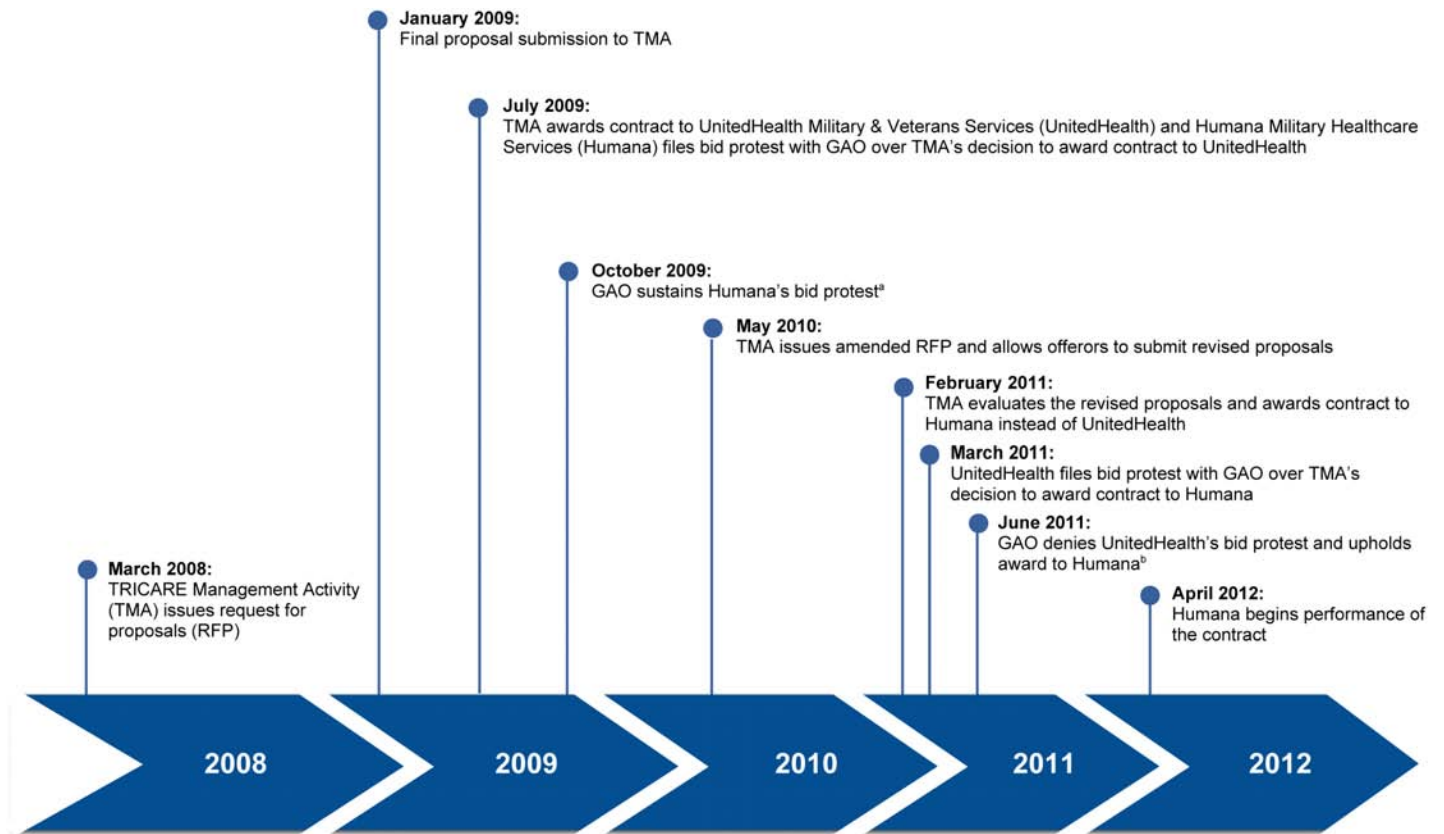 January 2009:
Final proposal submission to TMA
July 2009:
TMA awards contract to UnitedHealth Military & Veterans Services (UnitedHealth) and Humana Military Healthcare
Services (Humana) files bid protest with GAO over TMA's decision to award contract to UnitedHealth
October 2009:
GAO sustains Humana's bid protestᵃ
May 2010:
TMA issues amended RFP and allows offerors to submit revised proposals
February 2011:
TMA evaluates the revised proposals and awards contract to
Humana instead of UnitedHealth
March 2011:
UnitedHealth files bid protest with GAO over TMA's
decision to award contract to Humana
June 2011:
GAO denies UnitedHealth's bid protest and upholds
award to Humanaᵇ
March 2008:
TRICARE Management Activity
(TMA) issues request for
proposals (RFP)
April 2012:
Humana begins performance of
the contract
2008
2009
2010
2011
2012